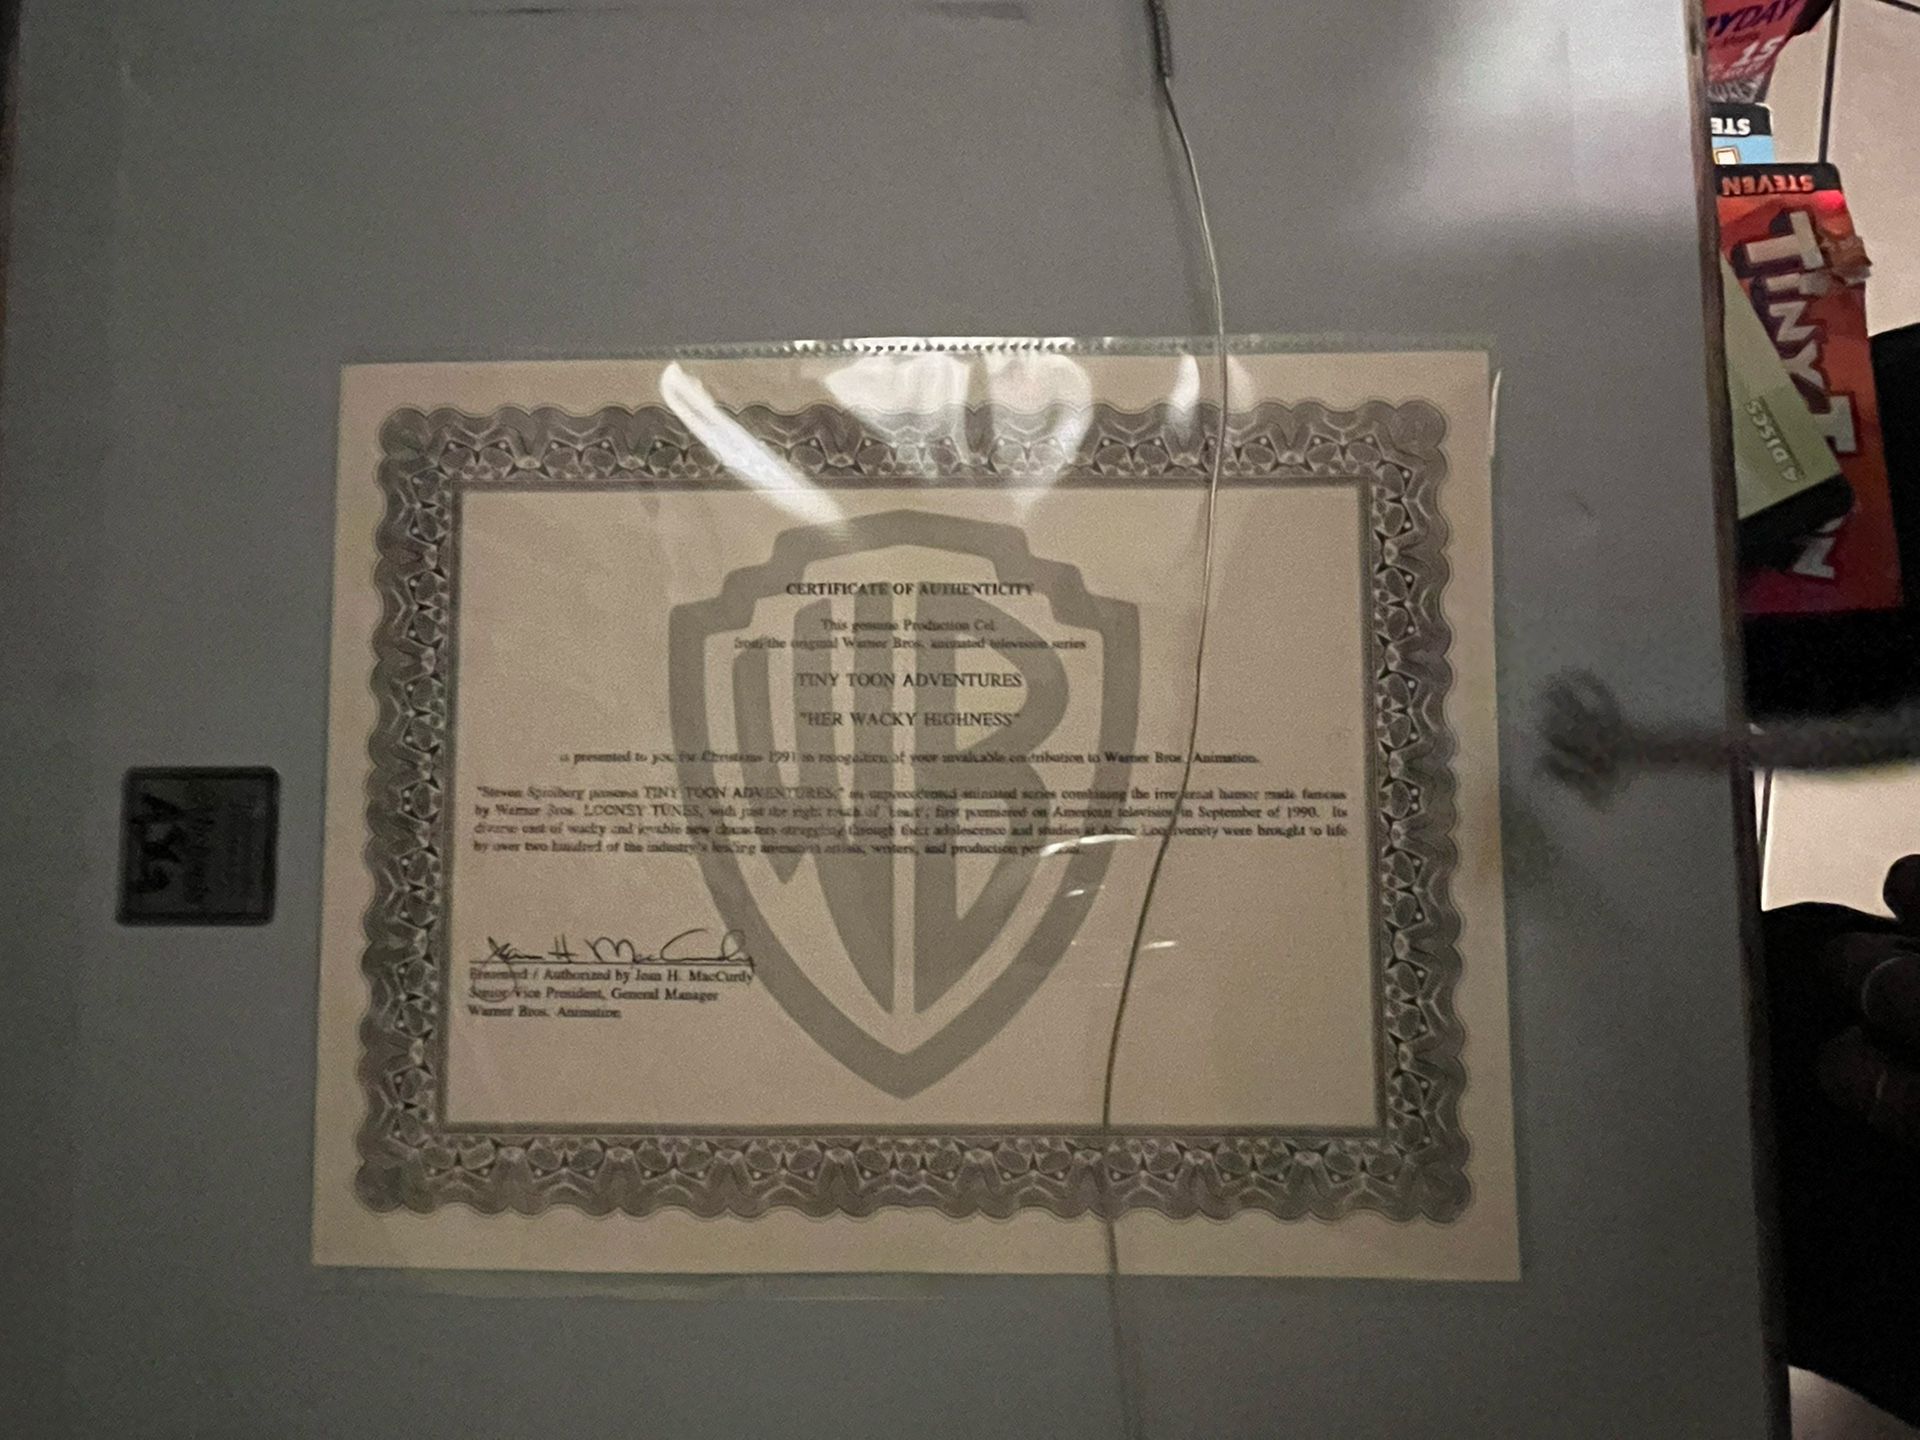 CERTIFICATE OF AUTHENTICITY
This genuine Production Cel
from the original Warner Bros. animated television series
TINY TOON ADVENTURES
"HER WACKY HIGHNESS"
is presented to you for Christmas 1991 in recognition of your invaluable contribution to Warner Bros. Animation.
"Steven Spielberg presents TINY TOON ADVENTURES," an unprecedented animated series combining the irreverent humor made famous
by Warner Bros. LOONEY TUNES, with just the right touch of 'heart', first premiered on American television in September of 1990. Its
diverse cast of wacky and lovable new characters struggling through their adolescence and studies at Acme Looniversity were brought to life
by over two hundred of the industry's leading animation artists, writers, and production personnel.
Jean H. MacCurdy
Presented / Authorized by Jean H. MacCurdy
Senior Vice President, General Manager
Warner Bros. Animation
15
STE
STEVEN
TINY T
DISCS